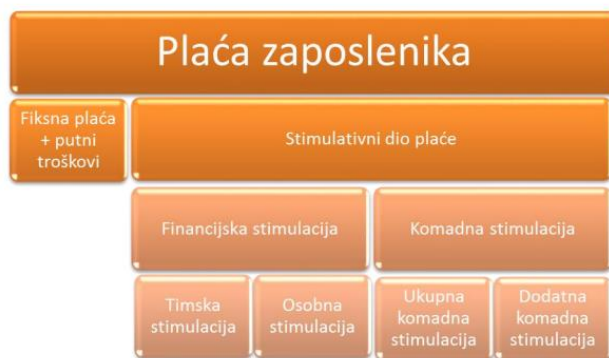 Plaća zaposlenika
Fiksna plaća
+ putni
troškovi
Stimulativni dio plaće
Financijska stimulacija
Komadna stimulacija
Timska
stimulacija
Osobna
stimulacija
Ukupna
komadna
stimulacija
Dodatna
komadna
stimulacija